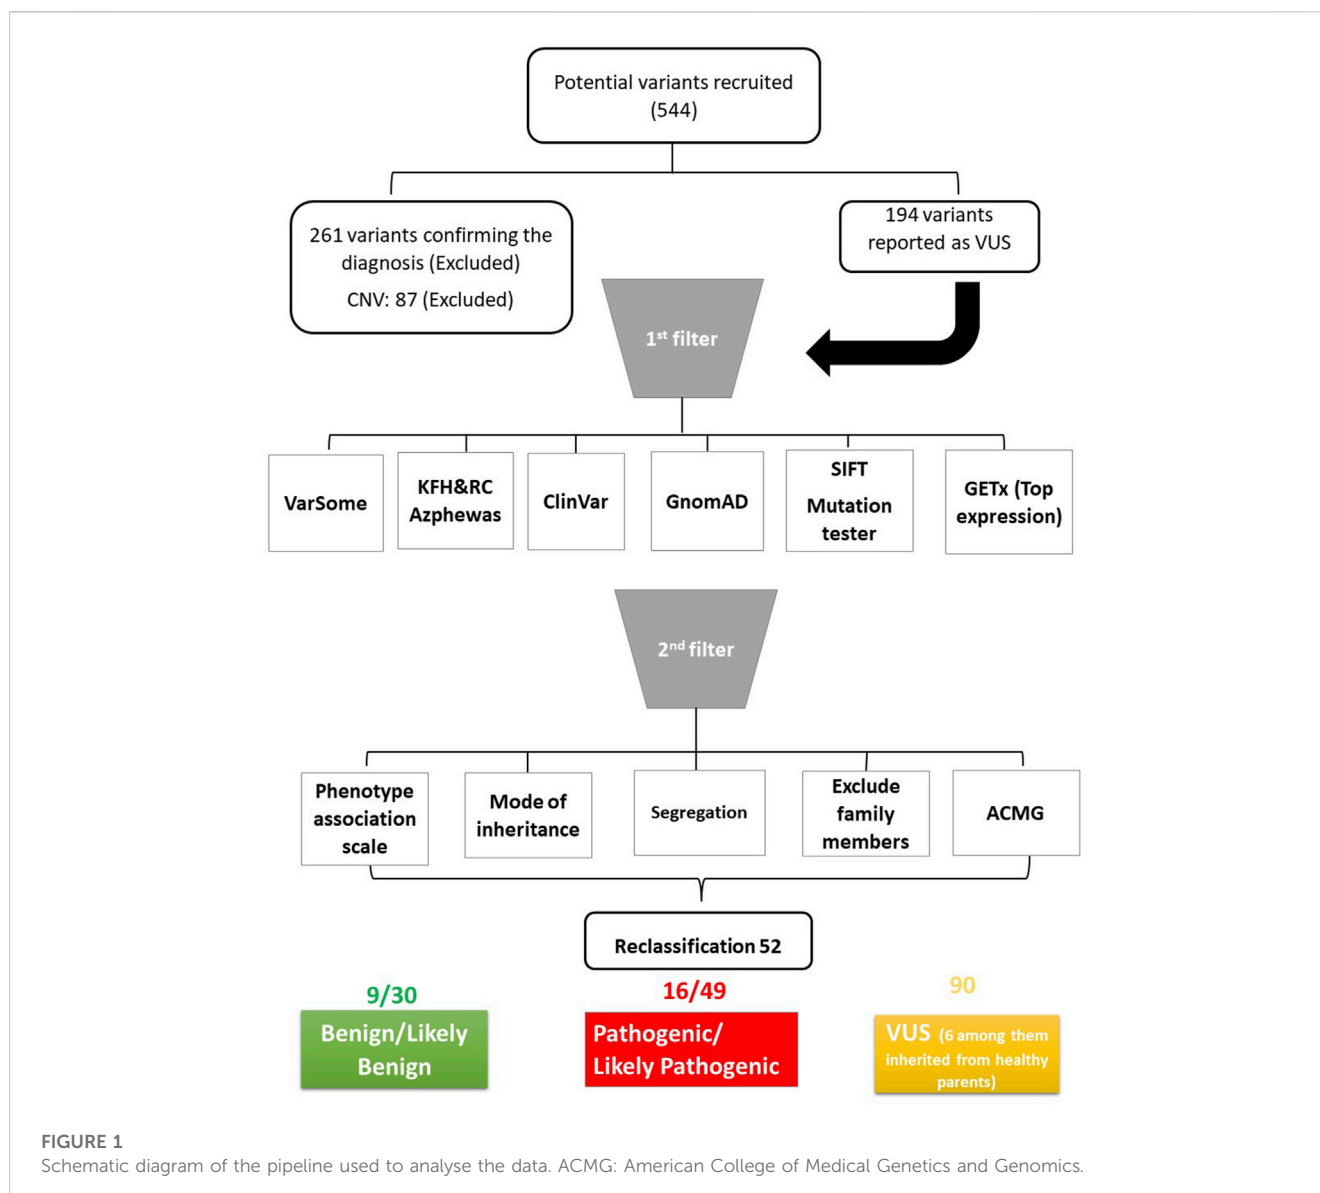 Potential variants recruited
(544)
261 variants confirming the
diagnosis (Excluded)
CNV: 87 (Excluded)
194 variants
reported as VUS
1st filter
VarSome
KFH&RC
Azphewas
ClinVar
GnomAD
SIFT
Mutation
tester
GETx (Top
expression)
2nd filter
Phenotype
association
scale
Mode of
inheritance
Segregation
Exclude
family
members
ACMG
Reclassification 52
9/30
Benign/Likely
Benign
16/49
Pathogenic/
Likely Pathogenic
90
VUS (6 among them
inherited from healthy
parents)
FIGURE 1
Schematic diagram of the pipeline used to analyse the data. ACMG: American College of Medical Genetics and Genomics.